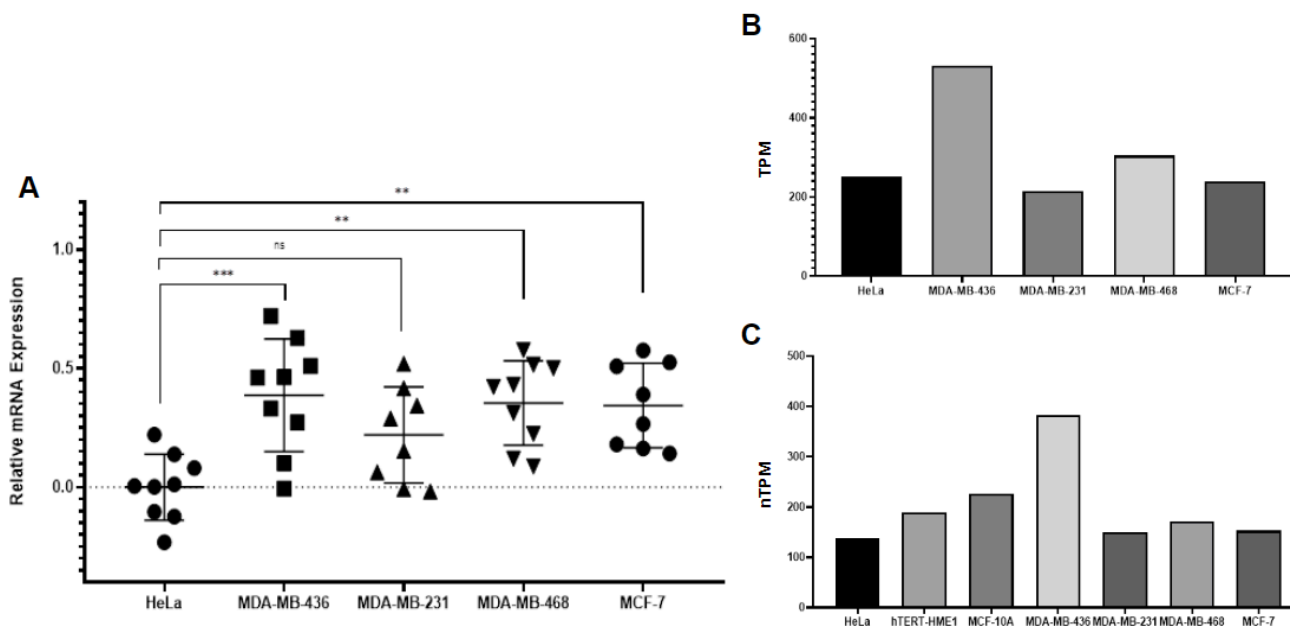 A
Relative mRNA Expression
1.0
0.5
0.0
**
**
ns
***
HeLa MDA-MB-436 MDA-MB-231 MDA-MB-468 MCF-7
B
TPM
600
400
200
0
HeLa MDA-MB-436 MDA-MB-231 MDA-MB-468 MCF-7
C
nTPM
500
400
300
200
100
0
HeLa hTERT-HME1 MCF-10A MDA-MB-436 MDA-MB-231 MDA-MB-468 MCF-7